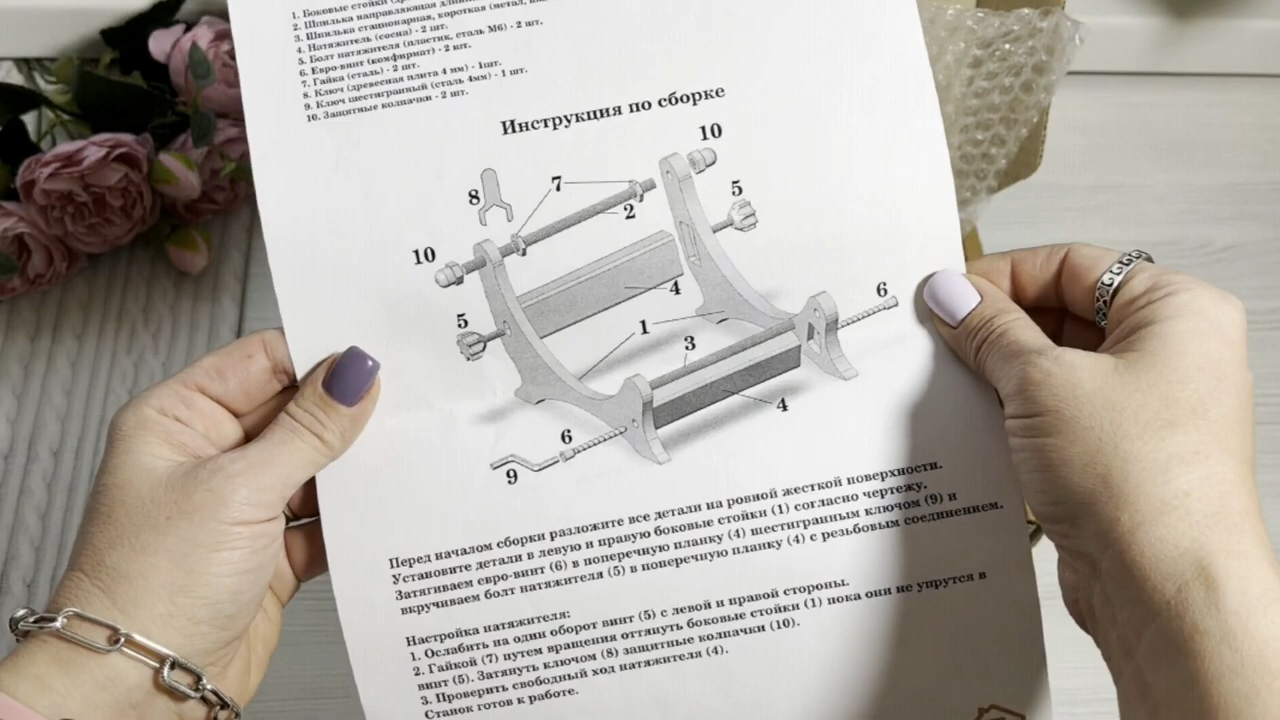 1. Боковые стойки
2. Шпилька направляющая
3. Шпилька стационарная, короткая (метал,
4. Натяжитель (сосна) - 2 шт.
5. Болт натяжителя (пластик, сталь М6) - 2 шт.
6. Евро-винт (комфирмат) - 2 шт.
7. Гайка (сталь) - 2 шт.
8. Ключ (древесная плита 4 мм) - 1шт.
9. Ключ шестигранный (сталь 4мм) - 1 шт.
10. Защитные колпачки - 2 шт.
Инструкция по сборке
10
8
7
5
2
10
4
6
5
1
3
4
6
9
Перед началом сборки разложите все детали на ровной жесткой поверхности.
Установите детали в левую и правую боковые стойки (1) согласно чертежу.
Затягиваем евро-винт (6) в поперечную планку (4) шестигранным ключом (9) и
вкручиваем болт натяжителя (5) в поперечную планку (4) с резьбовым соединением.
Настройка натяжителя:
1. Ослабить на один оборот винт (5) с левой и правой стороны.
2. Гайкой (7) путем вращения оттянуть боковые стойки (1) пока они не упрутся в
винт (5). Затянуть ключом (8) защитные колпачки (10).
3. Проверить свободный ход натяжителя (4).
Станок готов к работе.